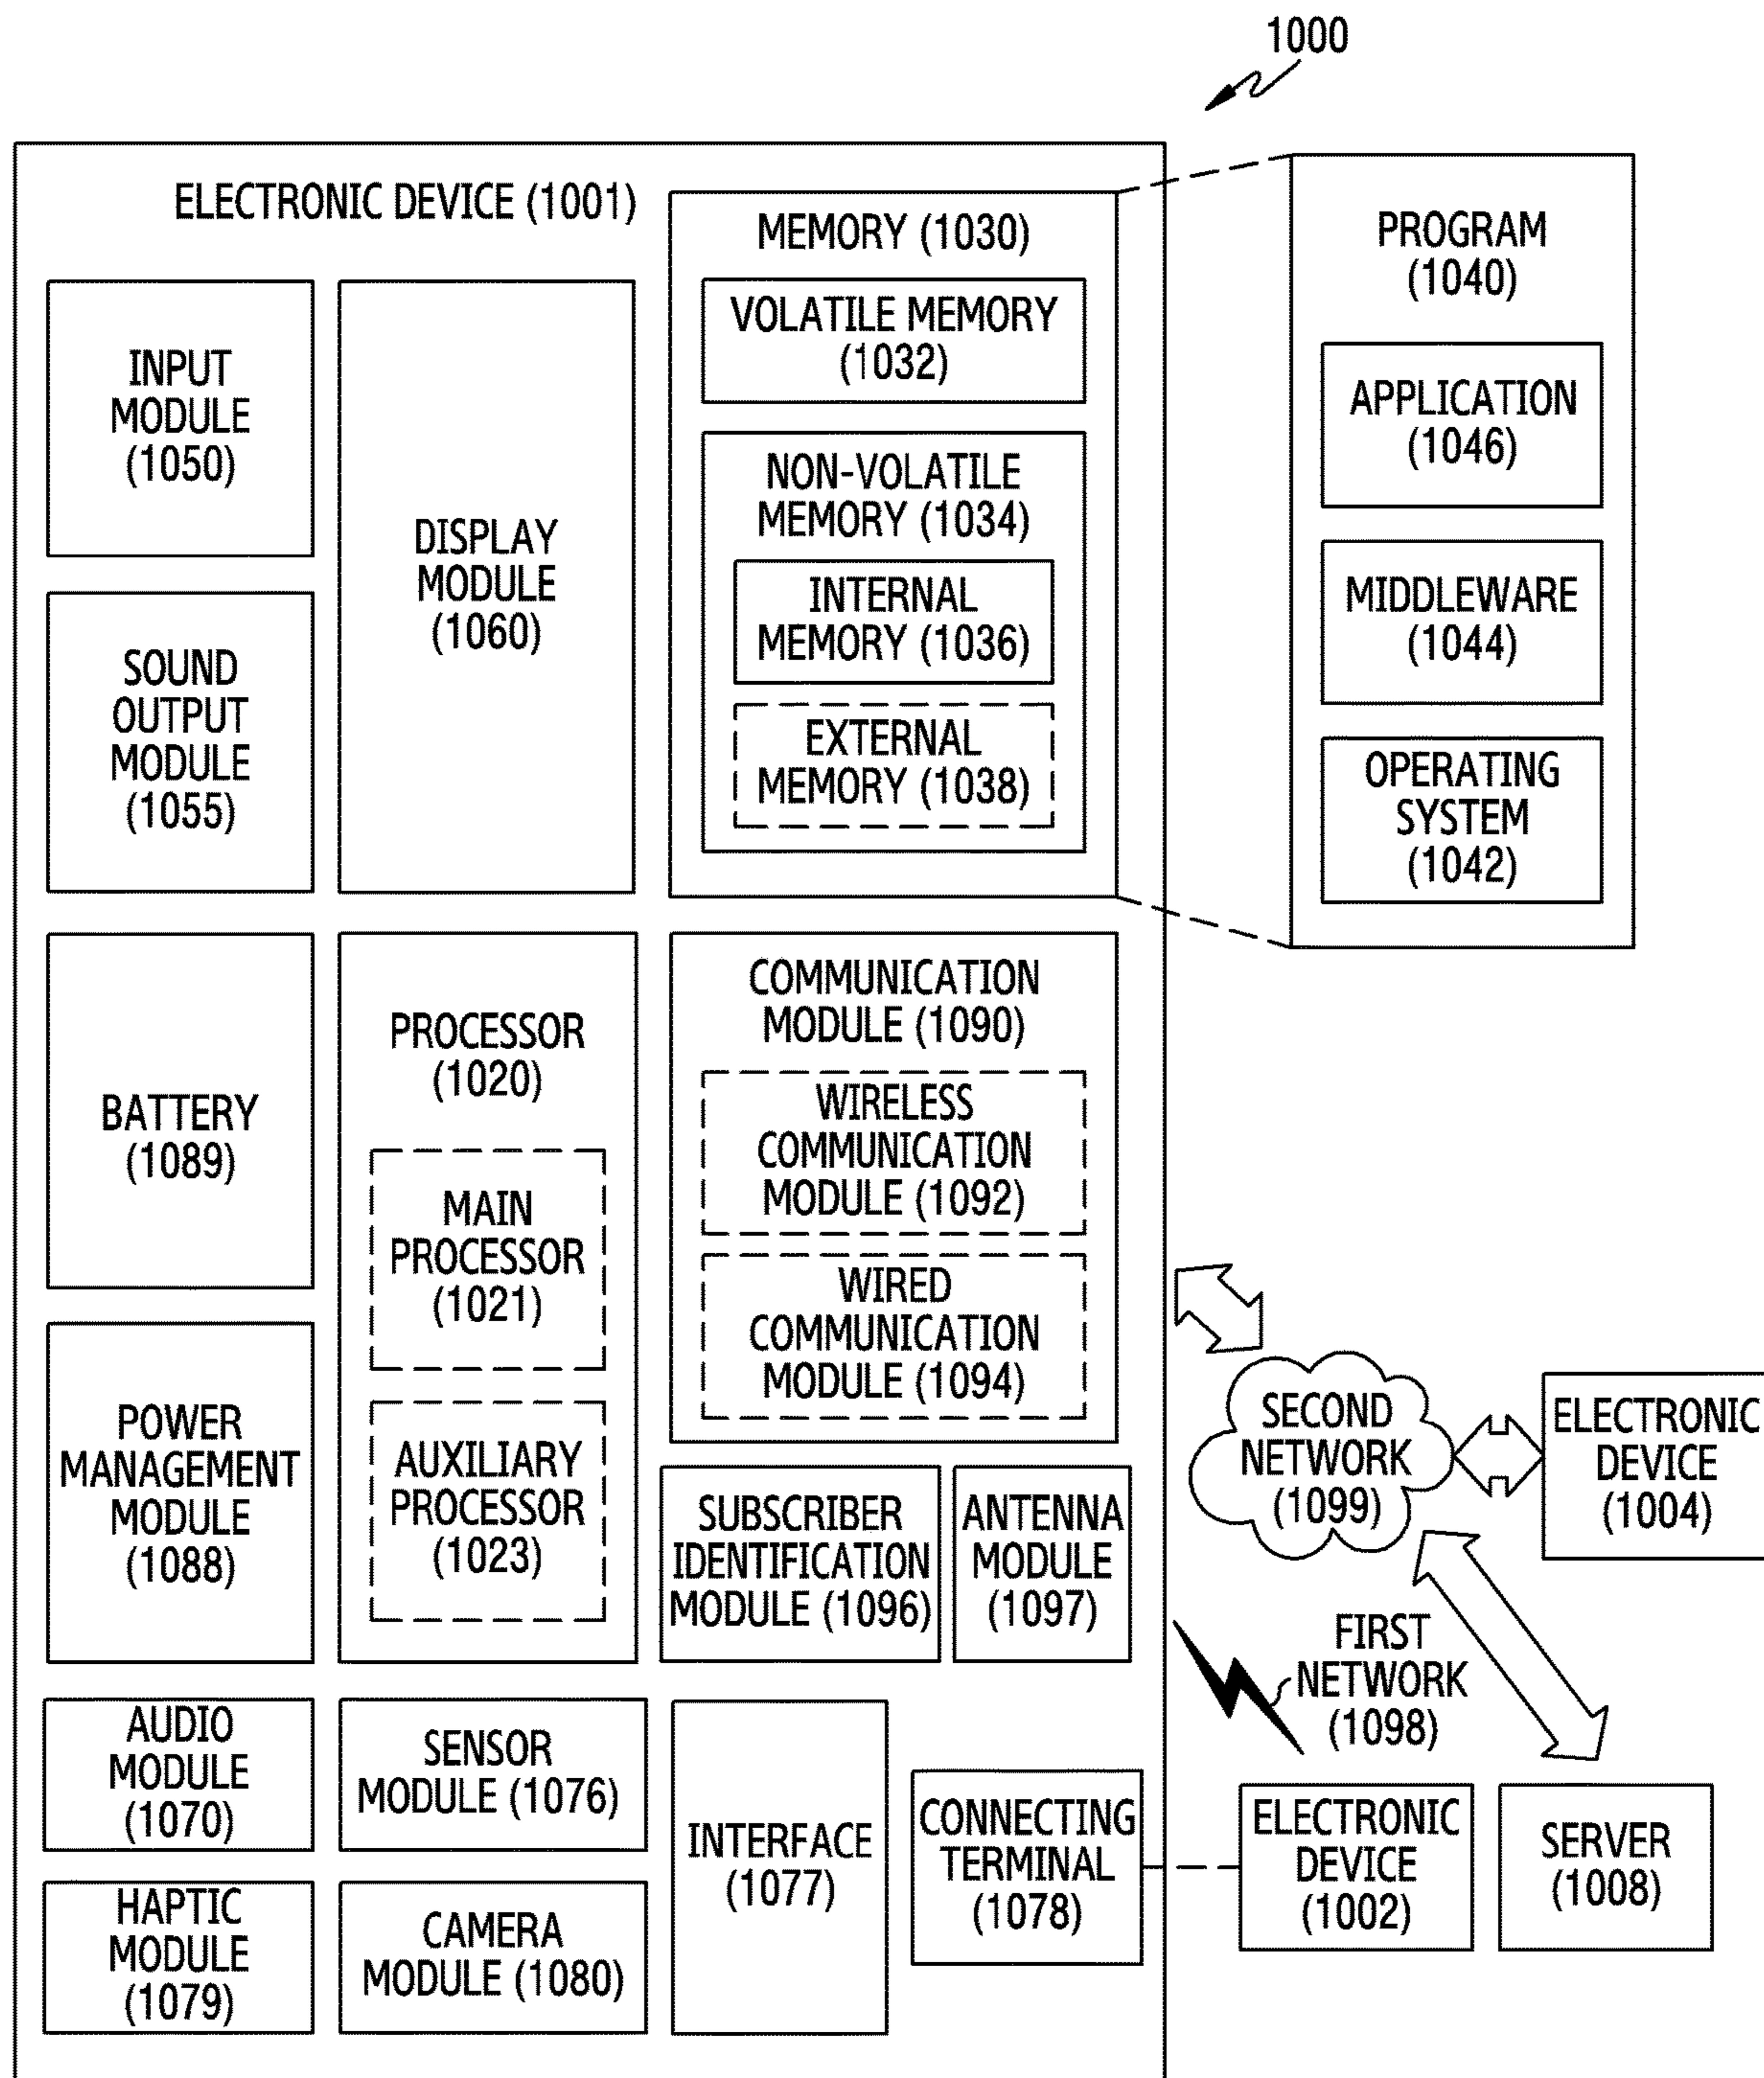 1000
ELECTRONIC DEVICE (1001)
INPUT
MODULE
(1050)
SOUND
OUTPUT
MODULE
(1055)
DISPLAY
MODULE
(1060)
MEMORY (1030)
VOLATILE MEMORY
(1032)
NON-VOLATILE
MEMORY (1034)
INTERNAL
MEMORY (1036)
EXTERNAL
MEMORY (1038)
PROGRAM
(1040)
APPLICATION
(1046)
MIDDLEWARE
(1044)
OPERATING
SYSTEM
(1042)
BATTERY
(1089)
POWER
MANAGEMENT
MODULE
(1088)
PROCESSOR
(1020)
MAIN
PROCESSOR
(1021)
AUXILIARY
PROCESSOR
(1023)
COMMUNICATION
MODULE (1090)
WIRELESS
COMMUNICATION
MODULE (1092)
WIRED
COMMUNICATION
MODULE (1094)
SUBSCRIBER
IDENTIFICATION
MODULE (1096)
ANTENNA
MODULE
(1097)
SECOND
NETWORK
(1099)
ELECTRONIC
DEVICE
(1004)
FIRST
NETWORK
(1098)
AUDIO
MODULE
(1070)
SENSOR
MODULE (1076)
INTERFACE
(1077)
CONNECTING
TERMINAL
(1078)
ELECTRONIC
DEVICE
(1002)
SERVER
(1008)
HAPTIC
MODULE
(1079)
CAMERA
MODULE (1080)